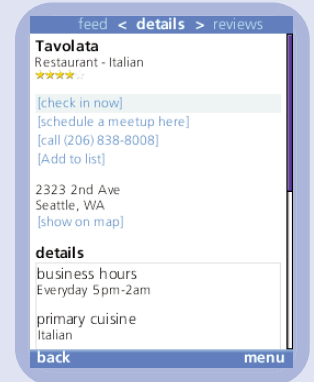 feed < details > reviews
Tavolata
Restaurant - Italian
[check in now]
[schedule a meetup here]
[call (206) 838-8008]
[Add to list]
2323 2nd Ave
Seattle, WA
[show on map]
details
business hours
Everyday 5pm-2am
primary cuisine
Italian
back menu